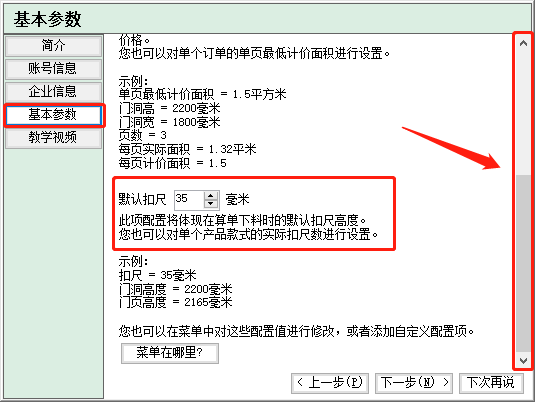 基本参数
简介
账号信息
企业信息
基本参数
教学视频
价格。
您也可以对单个订单的单页最低计价面积进行设置。
示例:
单页最低计价面积 = 1.5平方米
门洞高 = 2200毫米
门洞宽 = 1800毫米
页数 = 3
每页实际面积 = 1.32平米
每页计价面积 = 1.5
默认扣尺 35 毫米
此项配置将体现在算单下料时的默认扣尺高度。
您也可以对单个产品款式的实际扣尺数进行设置。
示例:
扣尺 = 35毫米
门洞高度 = 2200毫米
门页高度 = 2165毫米
您也可以在菜单中对这些配置值进行修改，或者添加自定义配置项。
菜单在哪里?
< 上一步(P) 下一步(N) > 下次再说